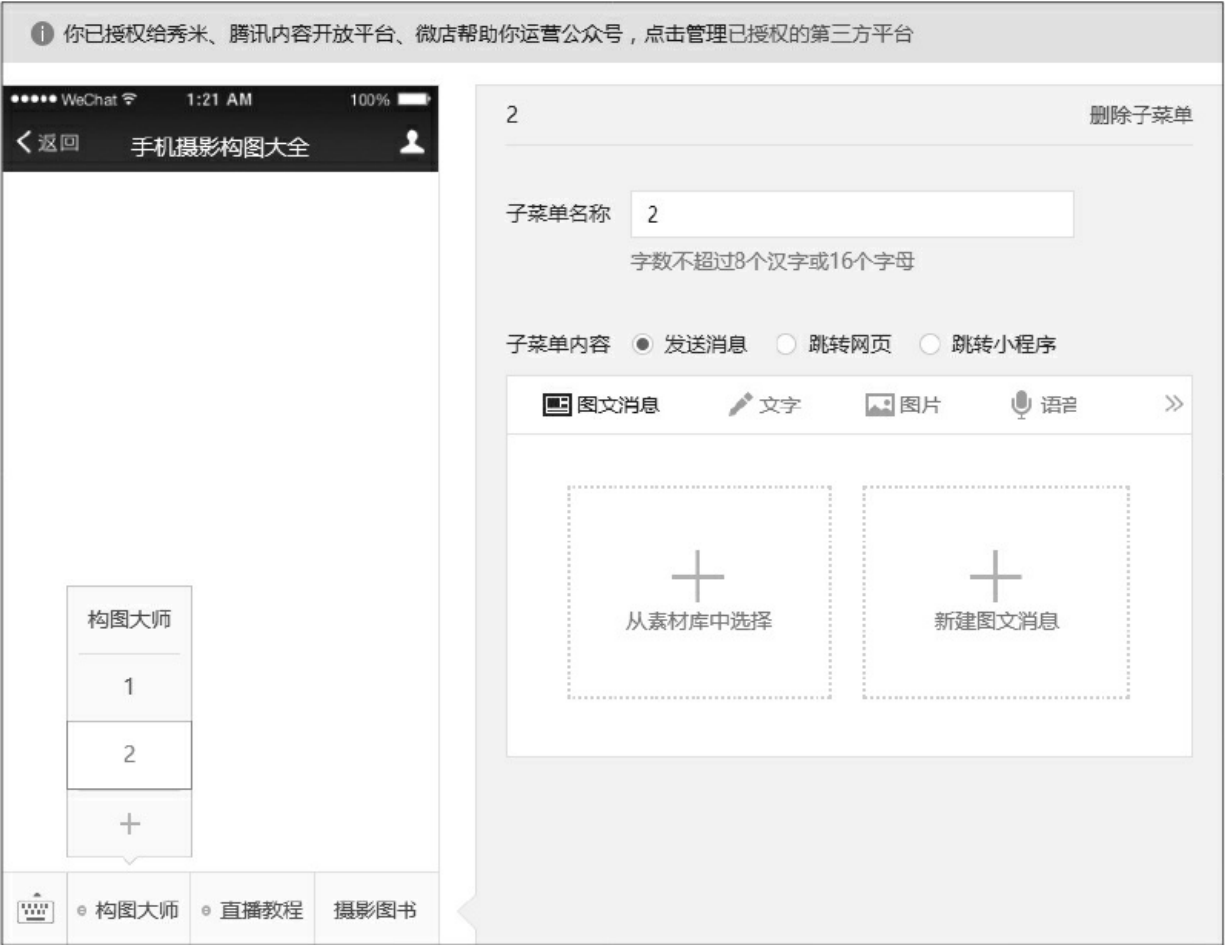 你已授权给秀米、腾讯内容开放平台、微店帮助你运营公众号，点击管理已授权的第三方平台
WeChat 1:21 AM 100%
返回 手机摄影构图大全
构图大师
1
2
构图大师 直播教程 摄影图书
2 删除子菜单
子菜单名称 2
字数不超过8个汉字或16个字母
子菜单内容 发送消息 跳转网页 跳转小程序
图文消息 文字 图片 语音
从素材库中选择 新建图文消息